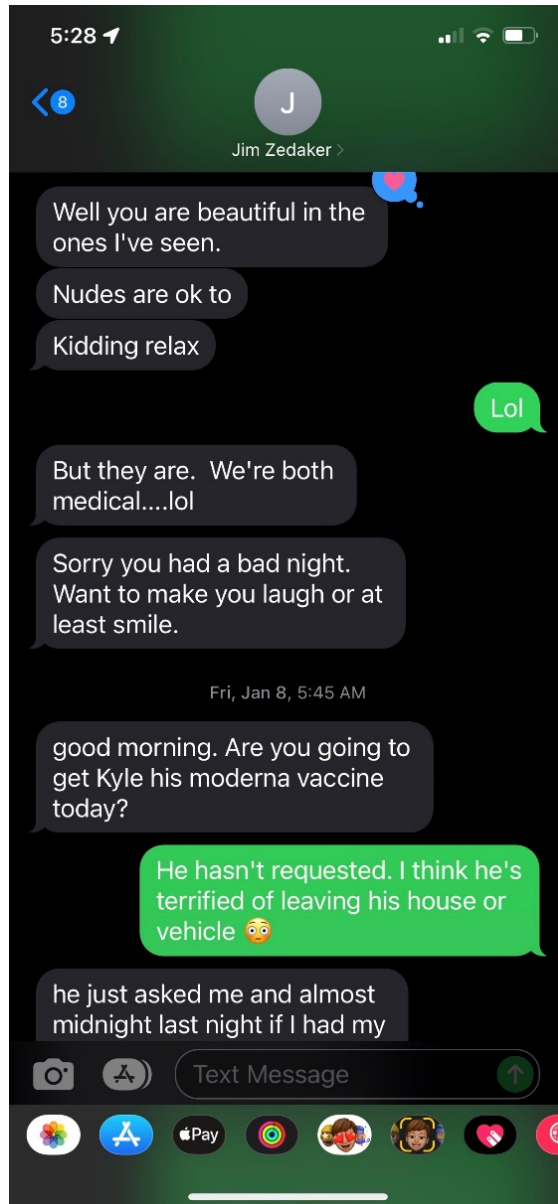 5:28
8
J
Jim Zedaker
Well you are beautiful in the
ones I've seen.
Nudes are ok to
Kidding relax
Lol
But they are.  We're both
medical....lol
Sorry you had a bad night.
Want to make you laugh or at
least smile.
Fri, Jan 8, 5:45 AM
good morning. Are you going to
get Kyle his moderna vaccine
today?
He hasn't requested. I think he's
terrified of leaving his house or
vehicle 😳
he just asked me and almost
midnight last night if I had my
Text Message
Pay